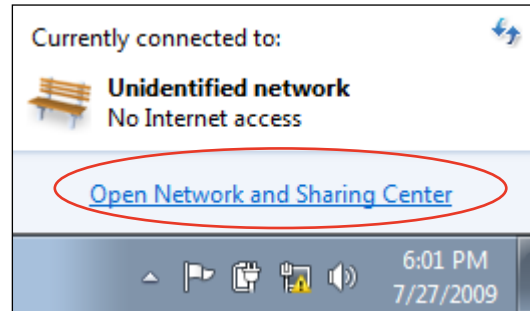 Currently connected to:
Unidentified network
No Internet access
Open Network and Sharing Center
6:01 PM
7/27/2009